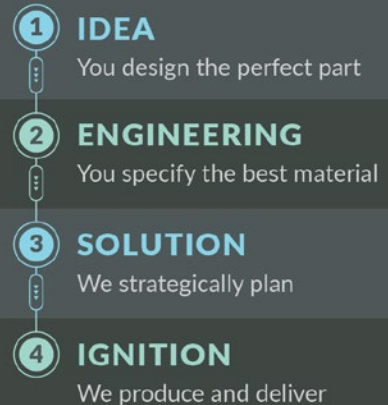 1 IDEA
You design the perfect part
2 ENGINEERING
You specify the best material
3 SOLUTION
We strategically plan
4 IGNITION
We produce and deliver